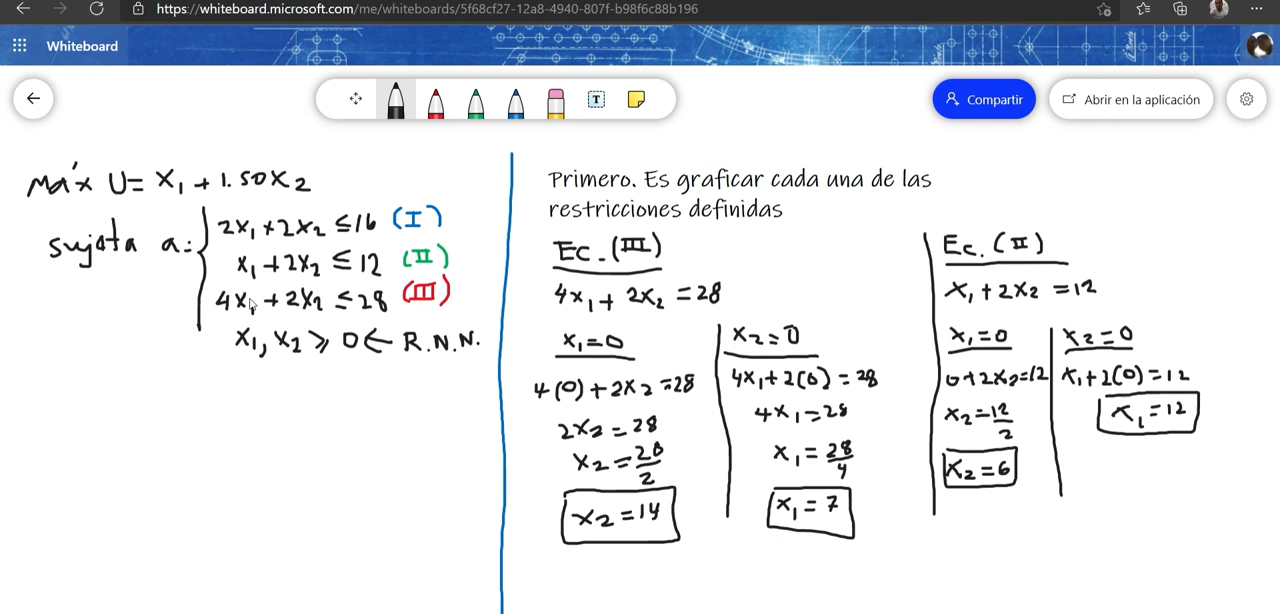 https://whiteboard.microsoft.com/me/whiteboards/5f68cf27-12a8-4940-807f-b98f6c88b196
Whiteboard
Compartir
Abrir en la aplicación
Máx U= x₁ + 1.50x₂
sujeta a:
2x₁ + 2x₂ ≤ 16 (I)
x₁ + 2x₂ ≤ 12 (II)
4x₁ + 2x₂ ≤ 28 (III)
x₁, x₂ ≥ 0 ← R.N.N.
Primero. Es graficar cada una de las
restricciones definidas
Ec. (III)
4x₁ + 2x₂ = 28
x₁=0
4(0) + 2x₂ = 28
2x₂ = 28
x₂ = 28/2
x₂ = 14
x₂=0
4x₁ + 2(0) = 28
4x₁ = 28
x₁ = 28/4
x₁ = 7
Ec. (II)
x₁ + 2x₂ = 12
x₁=0
0+2x₂=12
x₂ = 12/2
x₂ = 6
x₂=0
x₁ + 2(0) = 12
x₁ = 12